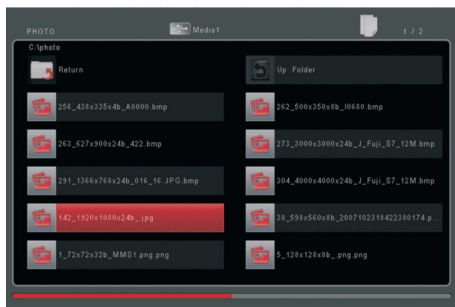 PHOTO Media1 1 / 2
C:\photo
Return Up Folder
256_438x335x4b_A0000.bmp 262_500x350x8b_I0680.bmp
263_627x900x24b_422.bmp 273_3000x3000x24b_J_Fuji_S7_12M.bmp
291_1366x768x24b_016_16.JPG.bmp 304_4000x4000x24b_J_Fuji_S7_12M.bmp
142_1920x1080x24b_.jpg 38_598x560x8b_2007102318422380174.p..
1_72x72x32b_MMS1.png.png 5_128x128x8b_.png.png